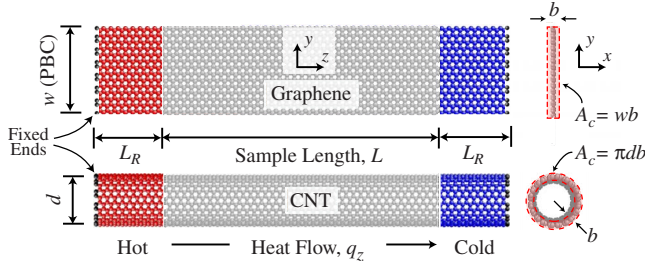 b
y
x
A_c = wb
w (PBC)
y
z
Graphene
Fixed
Ends
L_R
Sample Length, L
L_R
A_c = πdb
d
CNT
b
Hot
Heat Flow, q_z
Cold